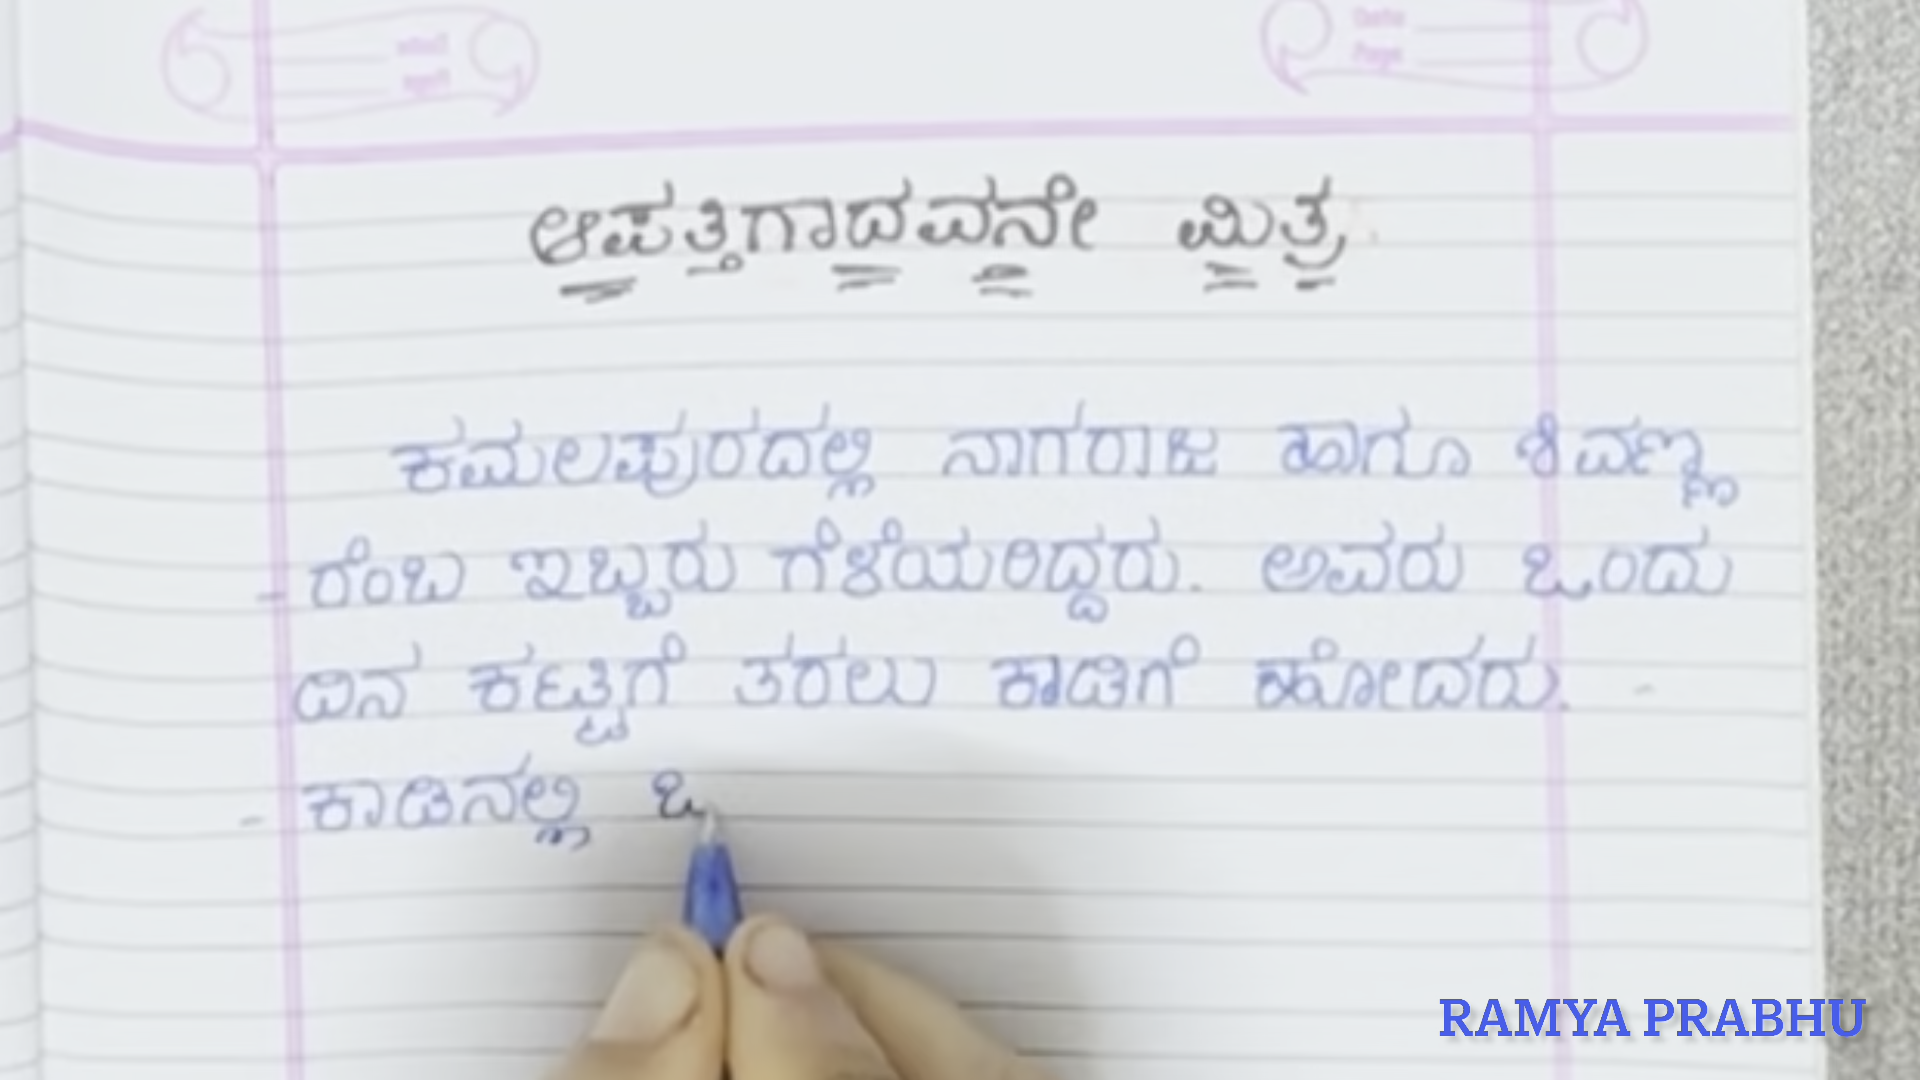 ಆಪತ್ತಿಗಾದವನೇ ಮಿತ್ರ
ಕಮಲಪುರದಲ್ಲಿ ನಾಗರಾಜ ಹಾಗೂ ಶಿವಣ್ಣ
- ರೆಂಬ ಇಬ್ಬರು ಗೆಳೆಯರಿದ್ದರು. ಅವರು ಒಂದು
ದಿನ ಕಟ್ಟಿಗೆ ತರಲು ಕಾಡಿಗೆ ಹೋದರು. -
- ಕಾಡಿನಲ್ಲಿ ಒ
RAMYA PRABHU